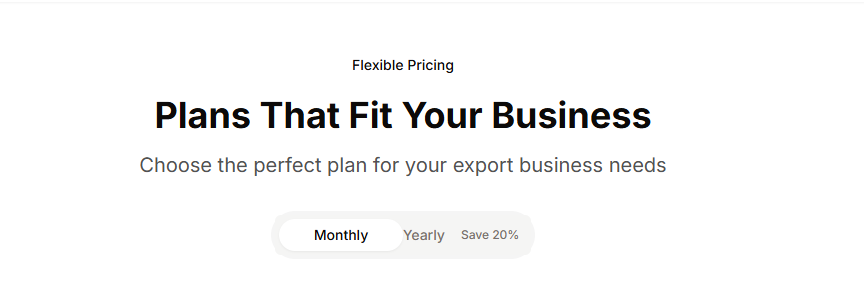 Flexible Pricing
Plans That Fit Your Business
Choose the perfect plan for your export business needs
Monthly Yearly Save 20%